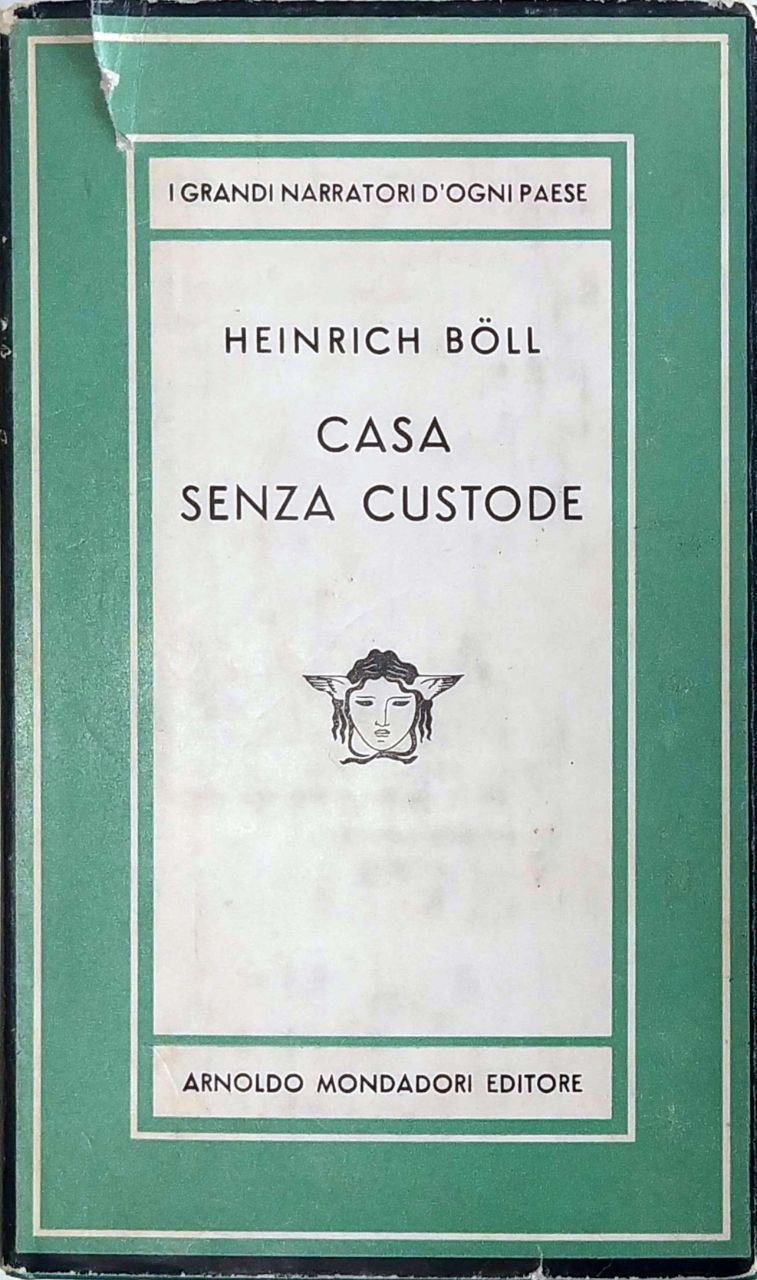 I GRANDI NARRATORI D'OGNI PAESE
HEINRICH BÖLL
CASA
SENZA CUSTODE
ARNOLDO MONDADORI EDITORE